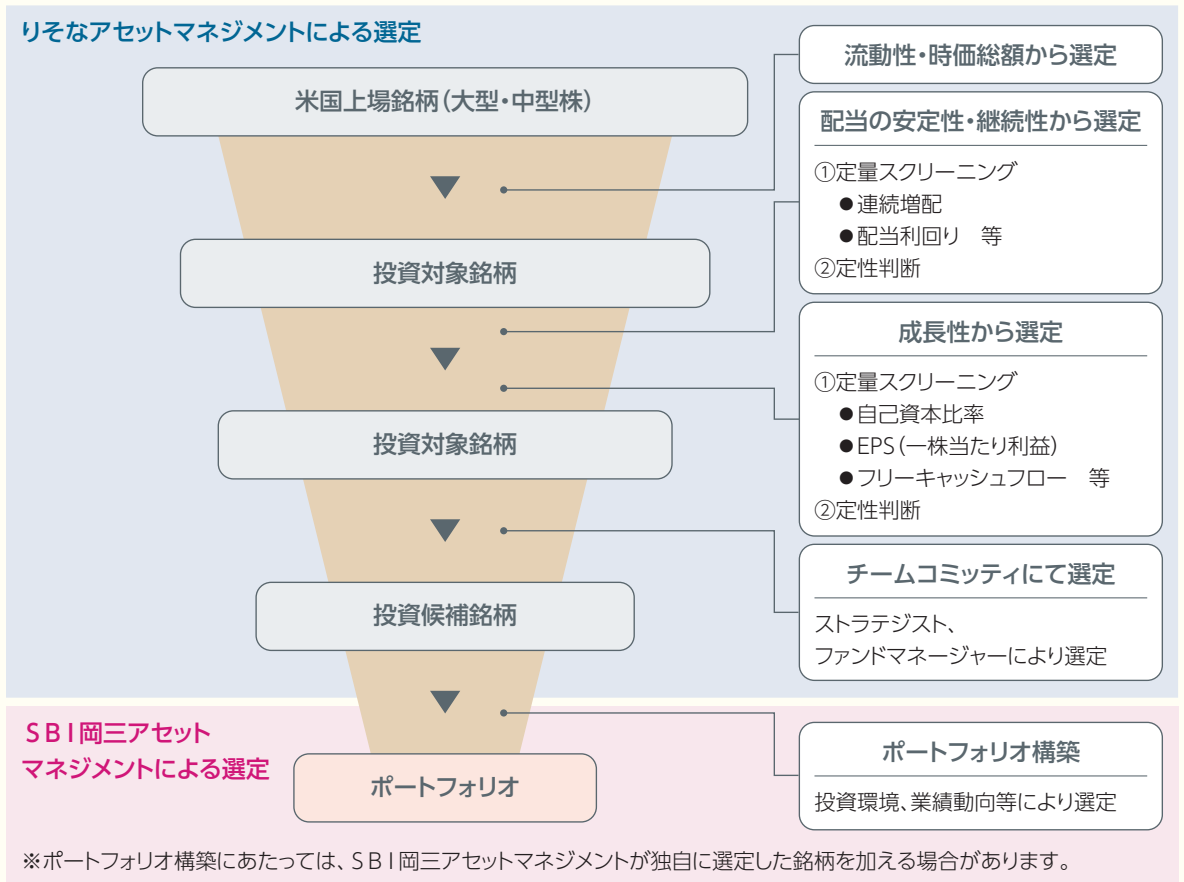 りそなアセットマネジメントによる選定
米国上場銘柄(大型・中型株)
流動性・時価総額から選定
▼
投資対象銘柄
配当の安定性・継続性から選定
①定量スクリーニング
●連続増配
●配当利回り　等
②定性判断
▼
投資対象銘柄
成長性から選定
①定量スクリーニング
●自己資本比率
●EPS(一株当たり利益)
●フリーキャッシュフロー　等
②定性判断
▼
投資候補銘柄
チームコミッティにて選定
ストラテジスト、
ファンドマネージャーにより選定
▼
SBI岡三アセット
マネジメントによる選定
ポートフォリオ
ポートフォリオ構築
投資環境、業績動向等により選定
※ポートフォリオ構築にあたっては、SBI岡三アセットマネジメントが独自に選定した銘柄を加える場合があります。